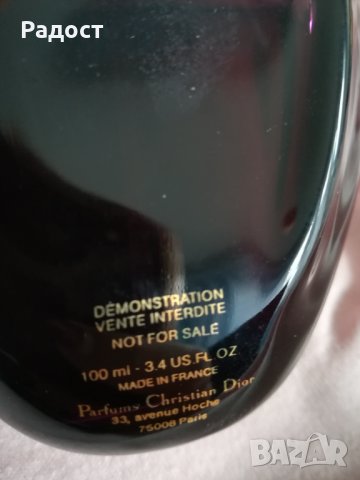 Радост
DÉMONSTRATION
VENTE INTERDITE
NOT FOR SALE
100 ml - 3.4 US.FL OZ
MADE IN FRANCE
Parfums Christian Dior
33, avenue Hoche
75008 Paris
BAZAR